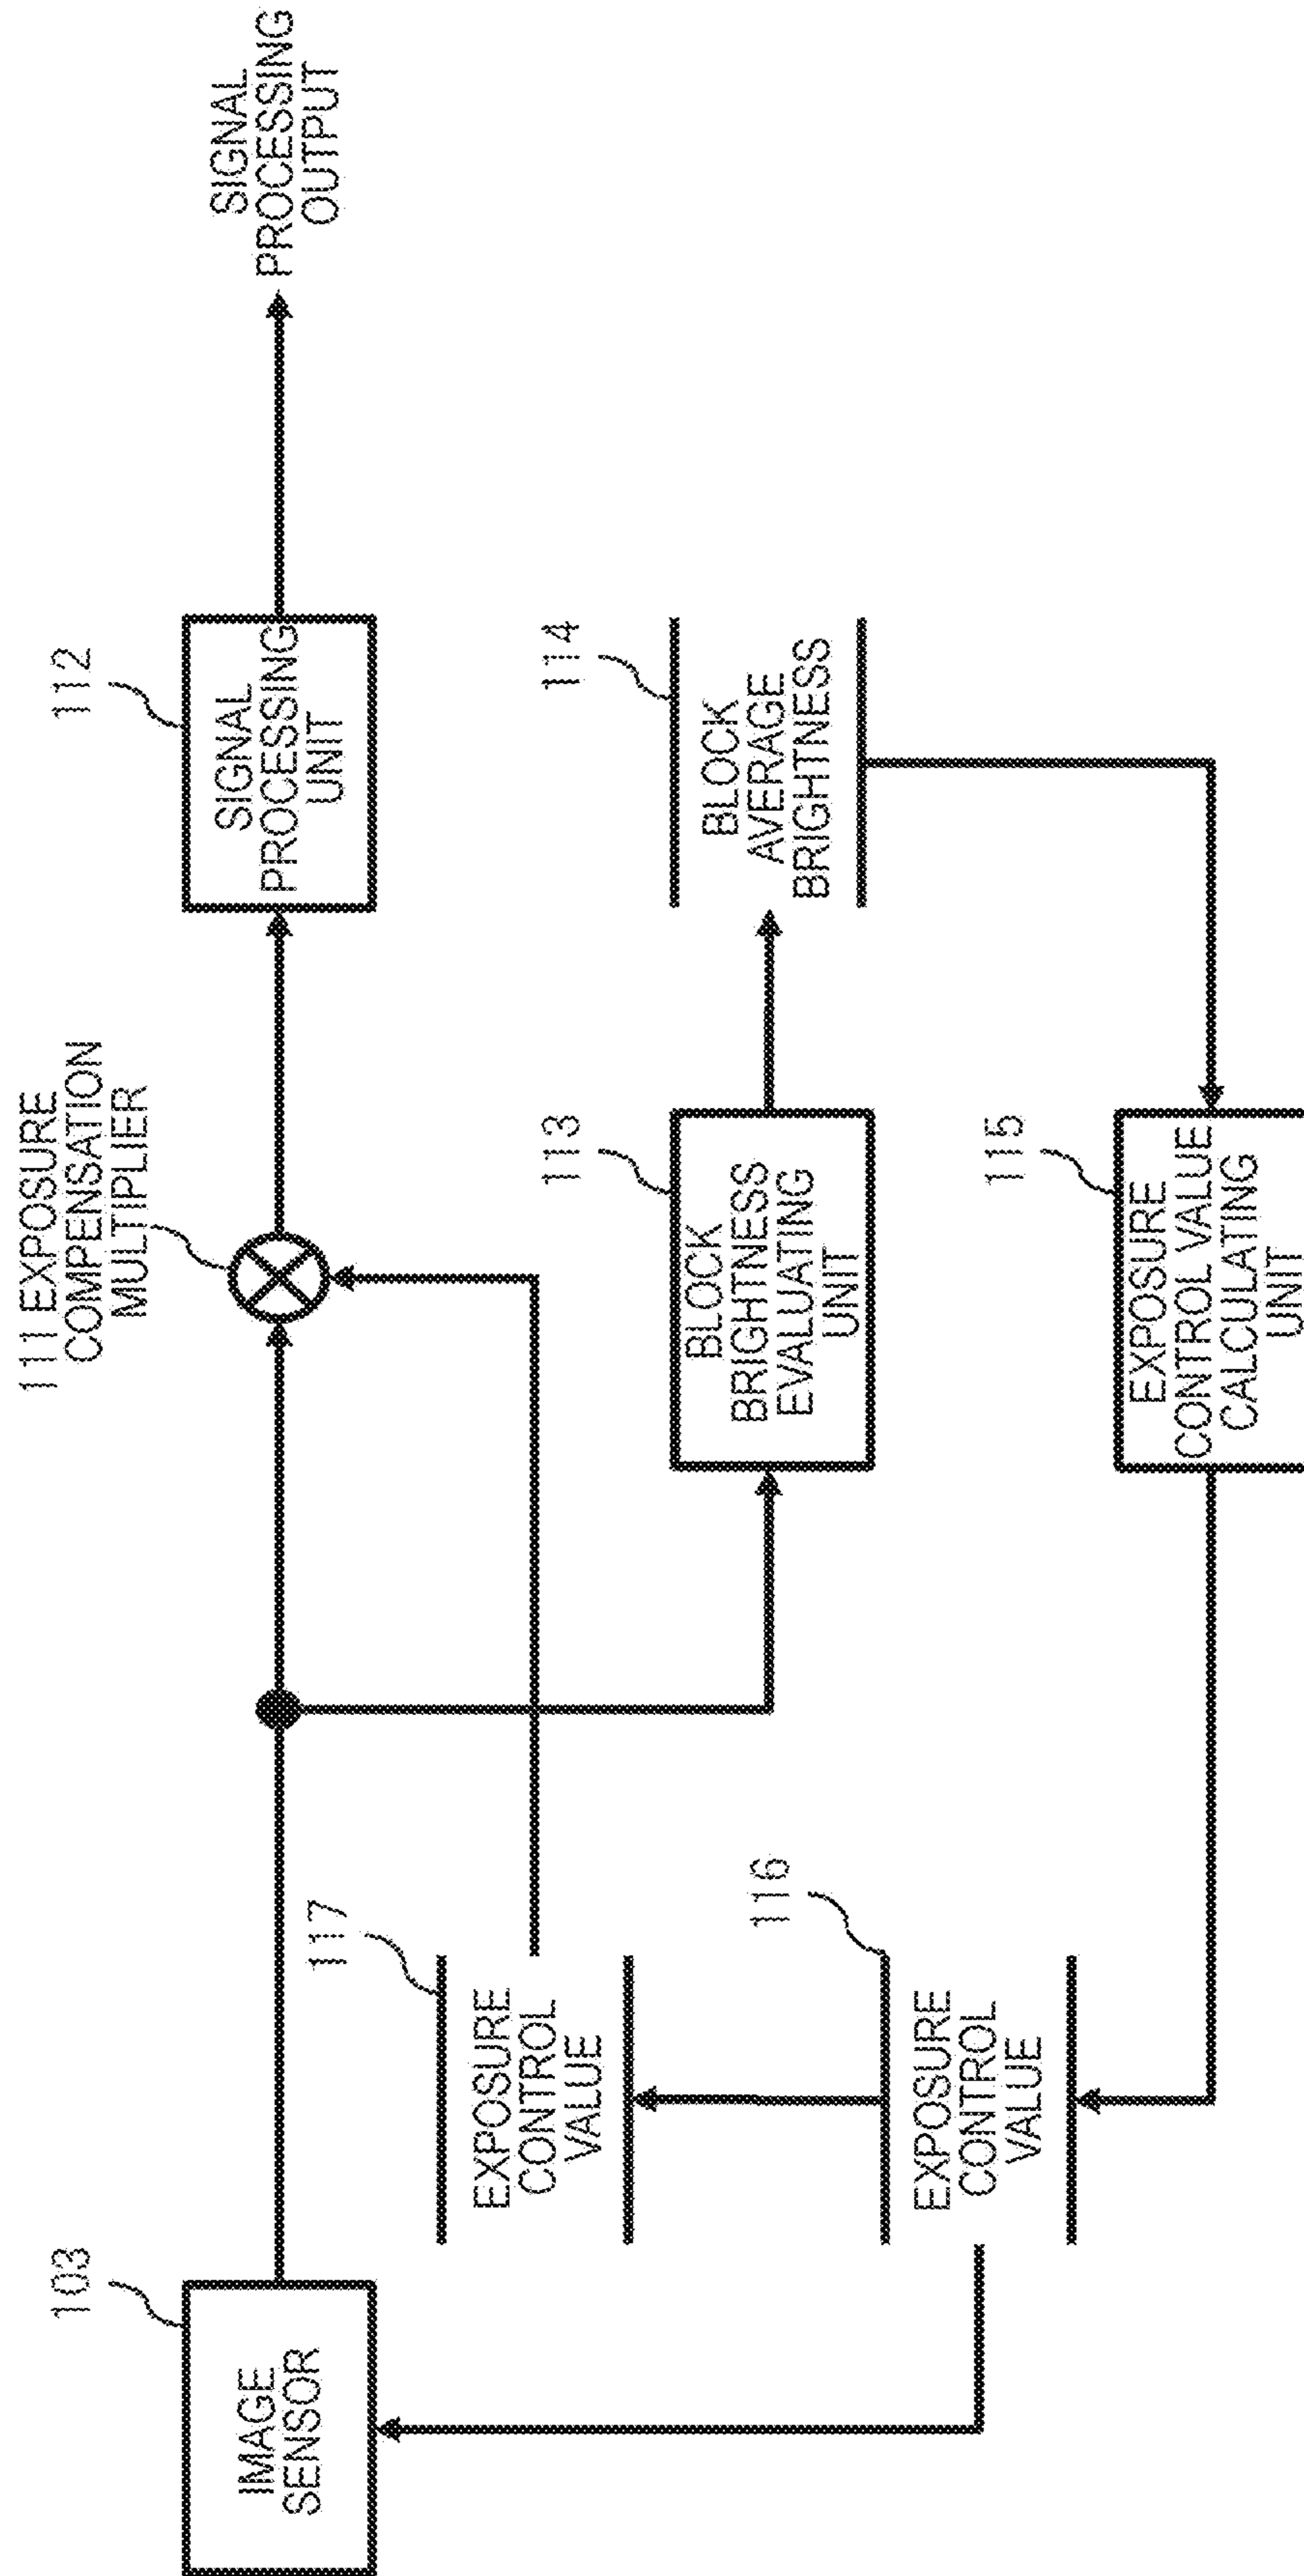 103
IMAGE
SENSOR
111 EXPOSURE
COMPENSATION
MULTIPLIER
112
SIGNAL
PROCESSING
UNIT
SIGNAL
PROCESSING
OUTPUT
117
EXPOSURE
CONTROL
VALUE
113
BLOCK
BRIGHTNESS
EVALUATING
UNIT
114
BLOCK
AVERAGE
BRIGHTNESS
116
EXPOSURE
CONTROL
VALUE
115
EXPOSURE
CONTROL VALUE
CALCULATING
UNIT